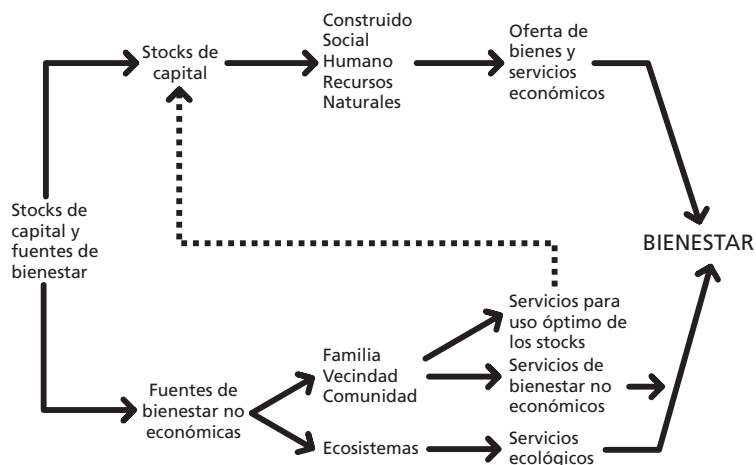 Construido
Social
Humano
Recursos
Naturales
Stocks de
capital
Oferta de
bienes y
servicios
económicos
Stocks de
capital y
fuentes de
bienestar
BIENESTAR
Servicios para
uso óptimo de
los stocks
Familia
Vecindad
Comunidad
Servicios de
bienestar no
económicos
Fuentes de
bienestar no
económicas
Ecosistemas
Servicios
ecológicos